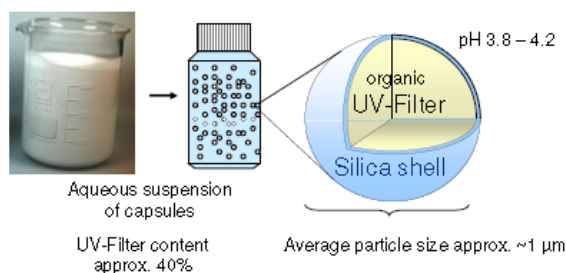 pH 3.8 – 4.2
organic
UV-Filter
Silica shell
Aqueous suspension
of capsules
UV-Filter content
approx. 40%
Average particle size approx. ~1 µm